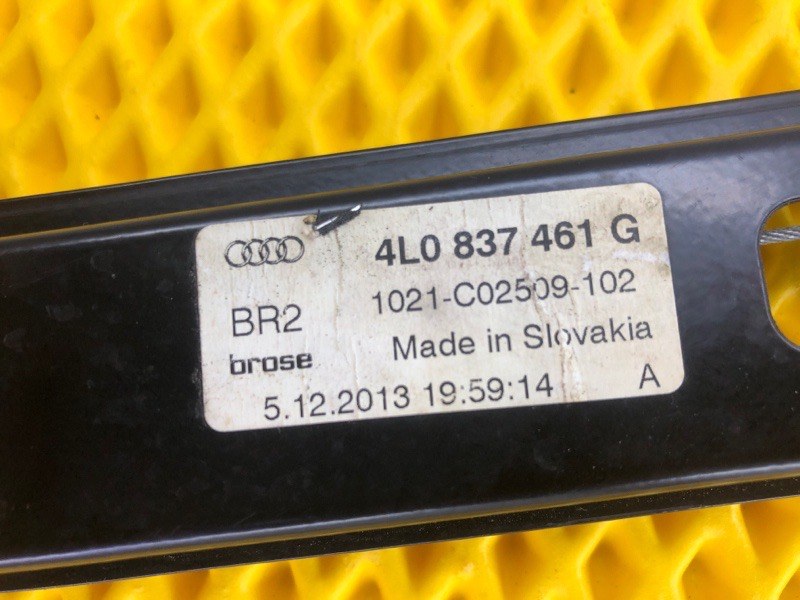 4L0 837 461 G
1021-C02509-102
BR2
Made in Slovakia
brose
5.12.2013 19:59:14 A